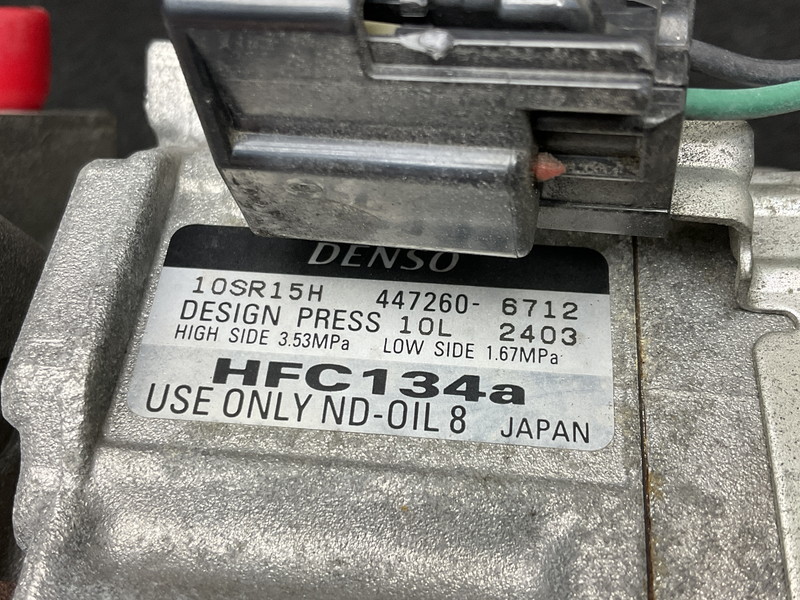 DENSO
10SR15H 447260- 6712
DESIGN PRESS 10L 2403
HIGH SIDE 3.53MPa LOW SIDE 1.67MPa
HFC134a
USE ONLY ND-OIL 8 JAPAN